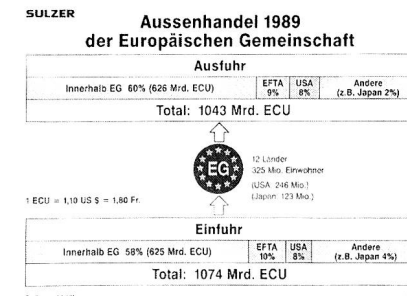 SULZER
Aussenhandel 1989
der Europäischen Gemeinschaft
Ausfuhr
Innerhalb EG 60% (626 Mrd. ECU)
EFTA
9%
USA
8%
Andere
(z.B. Japan 2%)
Total: 1043 Mrd. ECU
EG
12 Länder
325 Mio. Einwohner
(USA 246 Mio.)
(Japan 123 Mio.)
1 ECU = 1,10 US $ = 1,80 Fr.
Einfuhr
Innerhalb EG 58% (625 Mrd. ECU)
EFTA
10%
USA
8%
Andere
(z.B. Japan 4%)
Total: 1074 Mrd. ECU